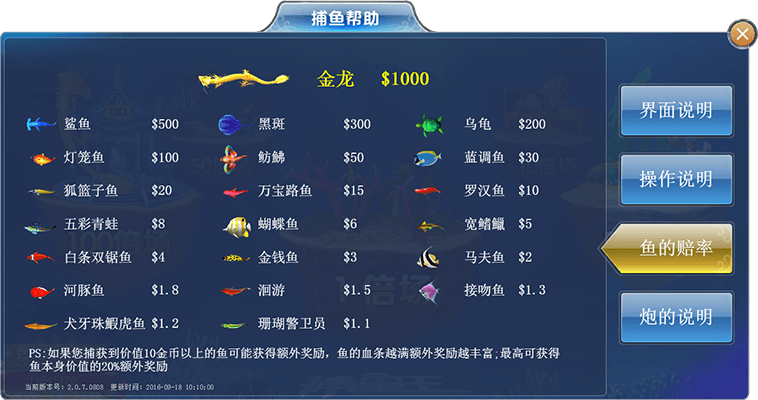 捕鱼帮助
金龙 $1000
鲨鱼 $500 黑斑 $300 乌龟 $200
灯笼鱼 $100 鲂鮄 $50 蓝调鱼 $30
狐篮子鱼 $20 万宝路鱼 $15 罗汉鱼 $10
五彩青蛙 $8 蝴蝶鱼 $6 宽鳍鱲 $5
白条双锯鱼 $4 金钱鱼 $3 马夫鱼 $2
河豚鱼 $1.8 洄游 $1.5 接吻鱼 $1.3
犬牙珠鰕虎鱼 $1.2 珊瑚警卫员 $1.1
PS:如果您捕获到价值10金币以上的鱼可能获得额外奖励，鱼的血条越满额外奖励越丰富;最高可获得
鱼本身价值的20%额外奖励
当前版本号: 2.0.7.0808 更新时间: 2016-09-18 10:10:00
界面说明
操作说明
鱼的赔率
炮的说明